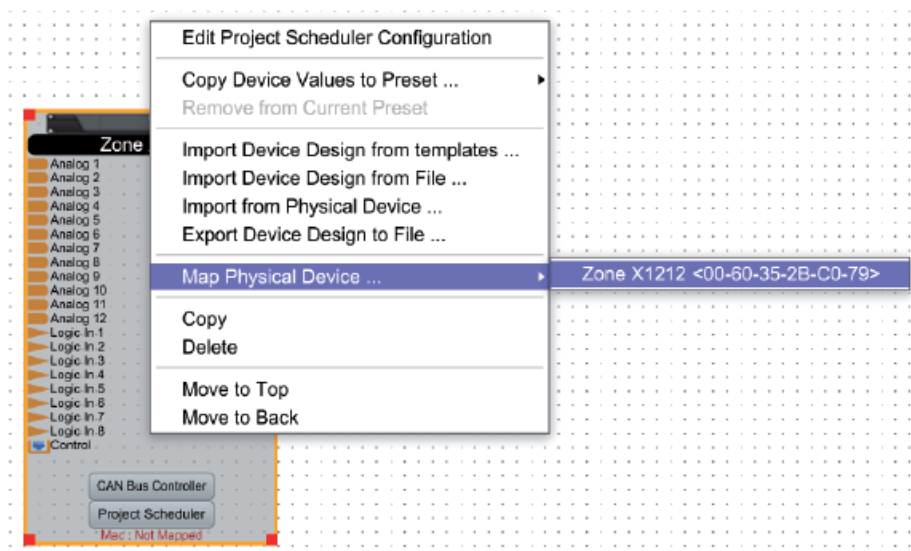 Edit Project Scheduler Configuration
Copy Device Values to Preset ...
Remove from Current Preset
Import Device Design from templates ...
Import Device Design from File ...
Import from Physical Device ...
Export Device Design to File ...
Map Physical Device ...
Zone X1212 <00-60-35-2B-C0-79>
Copy
Delete
Move to Top
Move to Back
Zone
Analog 1
Analog 2
Analog 3
Analog 4
Analog 5
Analog 6
Analog 7
Analog 8
Analog 9
Analog 10
Analog 11
Analog 12
Logic In 1
Logic In 2
Logic In 3
Logic In 4
Logic In 5
Logic In 6
Logic In 7
Logic In 8
Control
CAN Bus Controller
Project Scheduler
Mac : Not Mapped